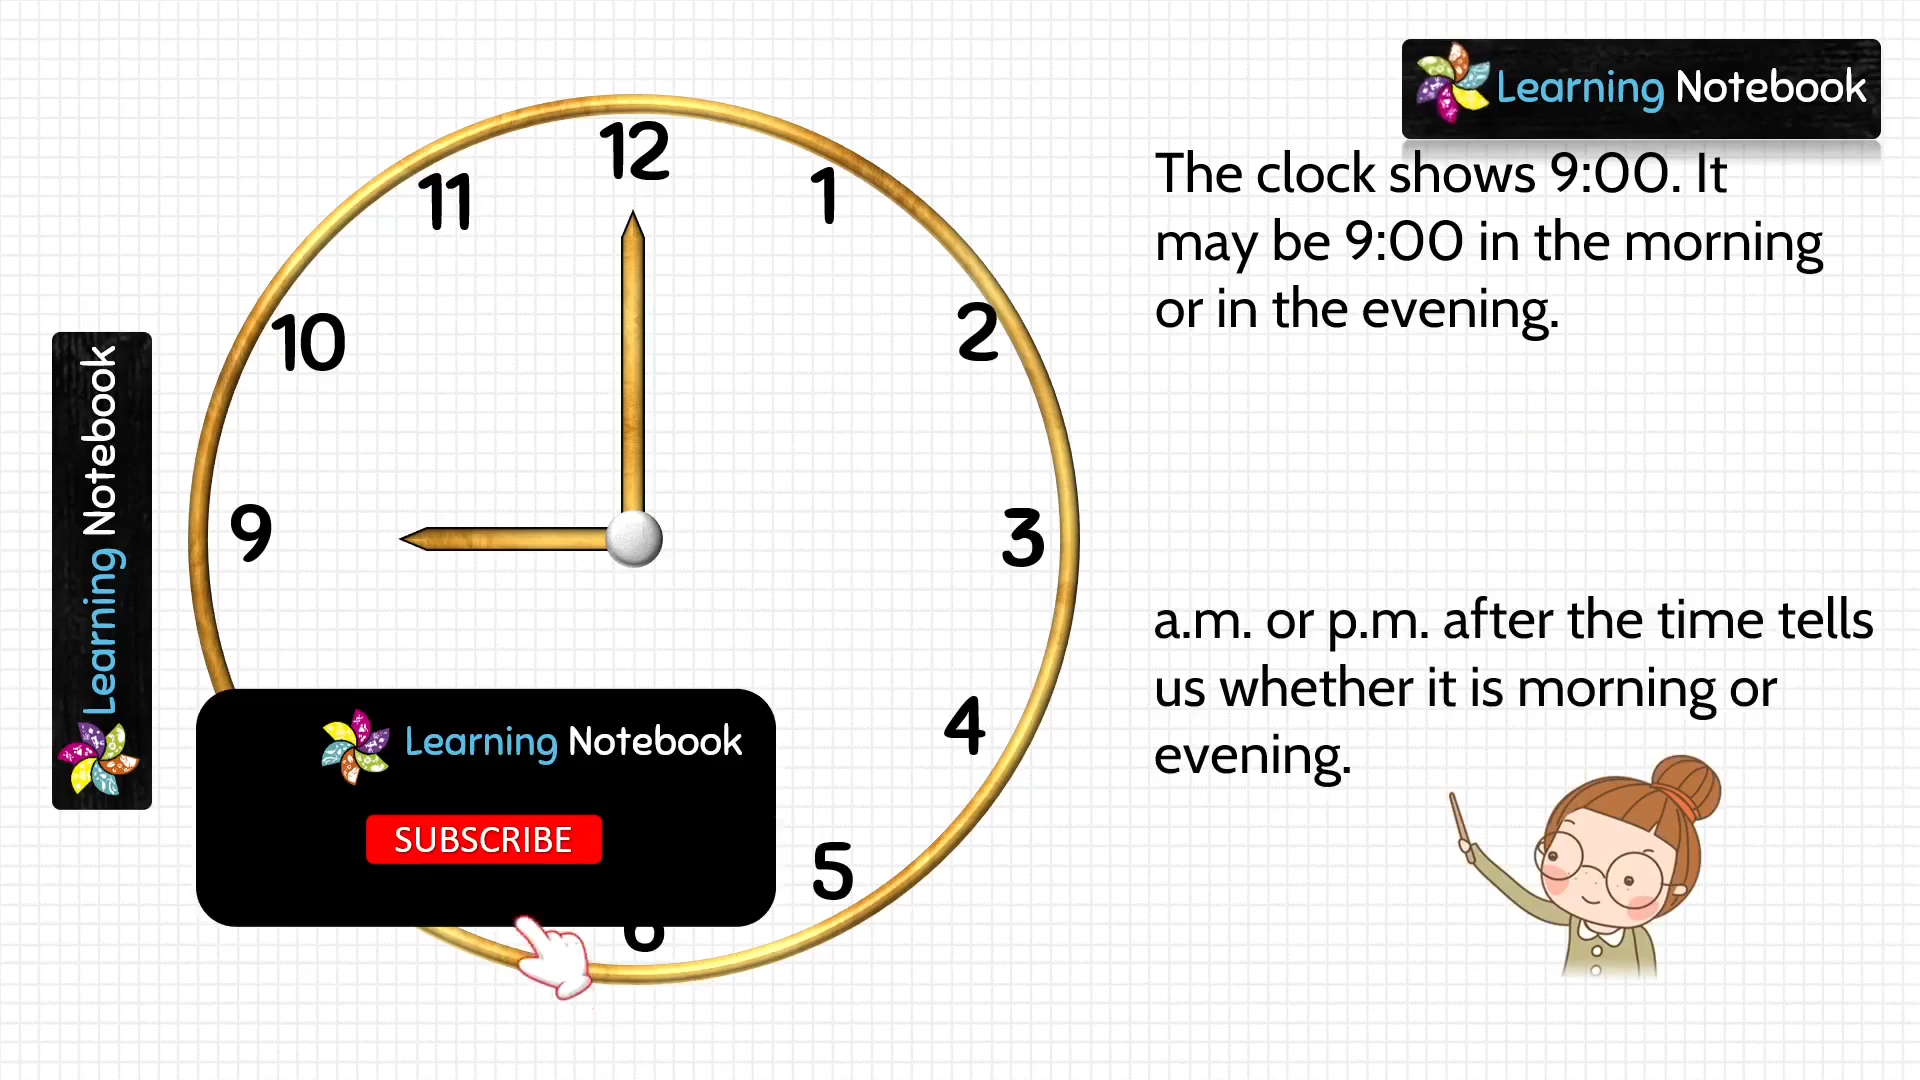 Learning Notebook
The clock shows 9:00. It
may be 9:00 in the morning
or in the evening.
12
11
1
10
2
9
3
4
5
6
Learning Notebook
a.m. or p.m. after the time tells
us whether it is morning or
evening.
Learning Notebook
SUBSCRIBE